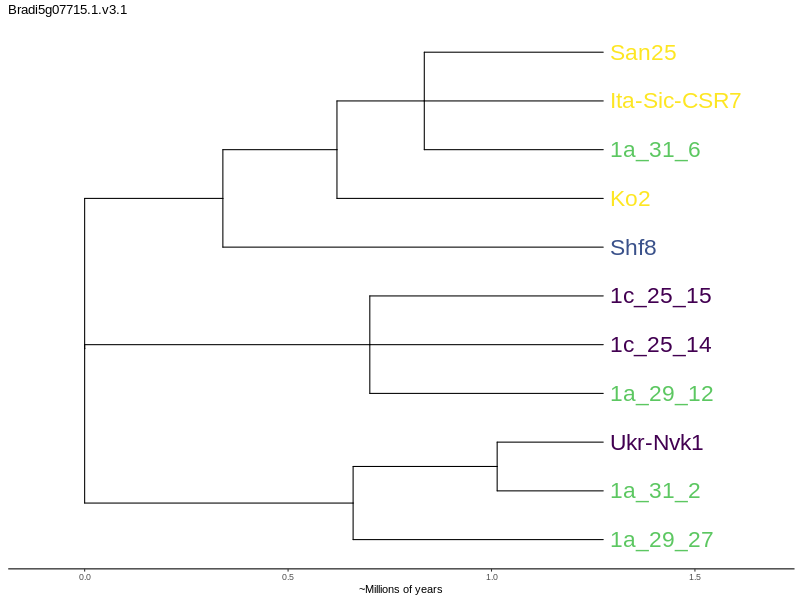 Bradi5g07715.1.v3.1
San25
Ita-Sic-CSR7
1a_31_6
Ko2
Shf8
1c_25_15
1c_25_14
1a_29_12
Ukr-Nvk1
1a_31_2
1a_29_27
0.0 0.5 1.0 1.5
~Millions of years